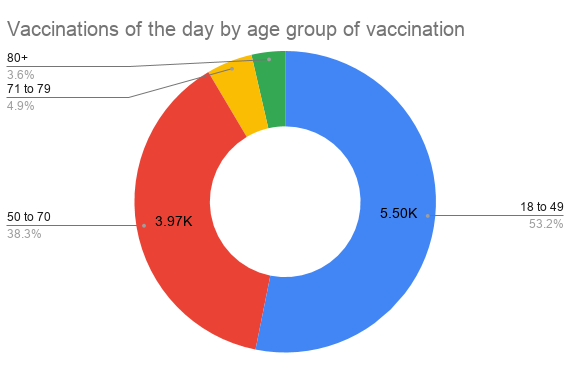 Vaccinations of the day by age group of vaccination
80+
3.6%
71 to 79
4.9%
50 to 70
38.3%
3.97K
5.50K
18 to 49
53.2%